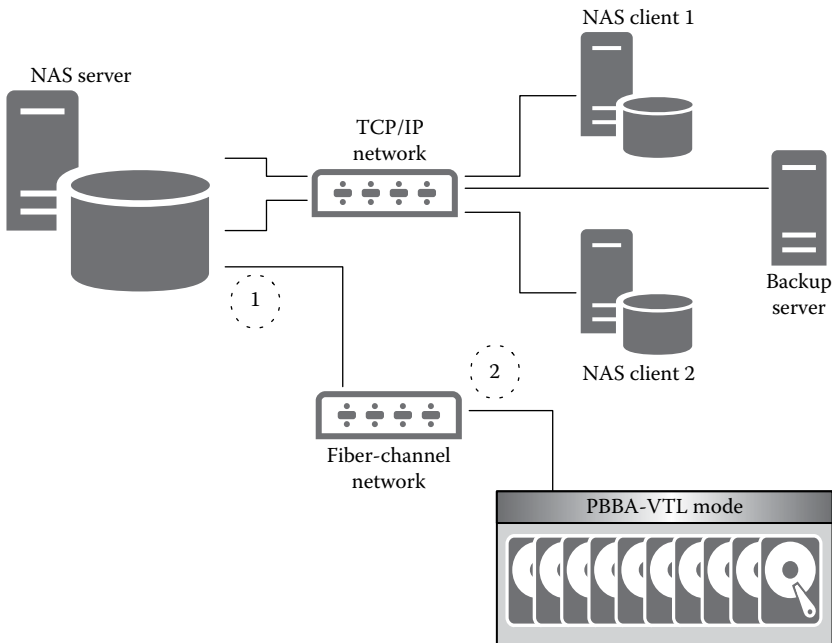 NAS client 1
NAS server
TCP/IP
network
Backup
server
1
NAS client 2
2
Fiber-channel
network
PBBA-VTL mode